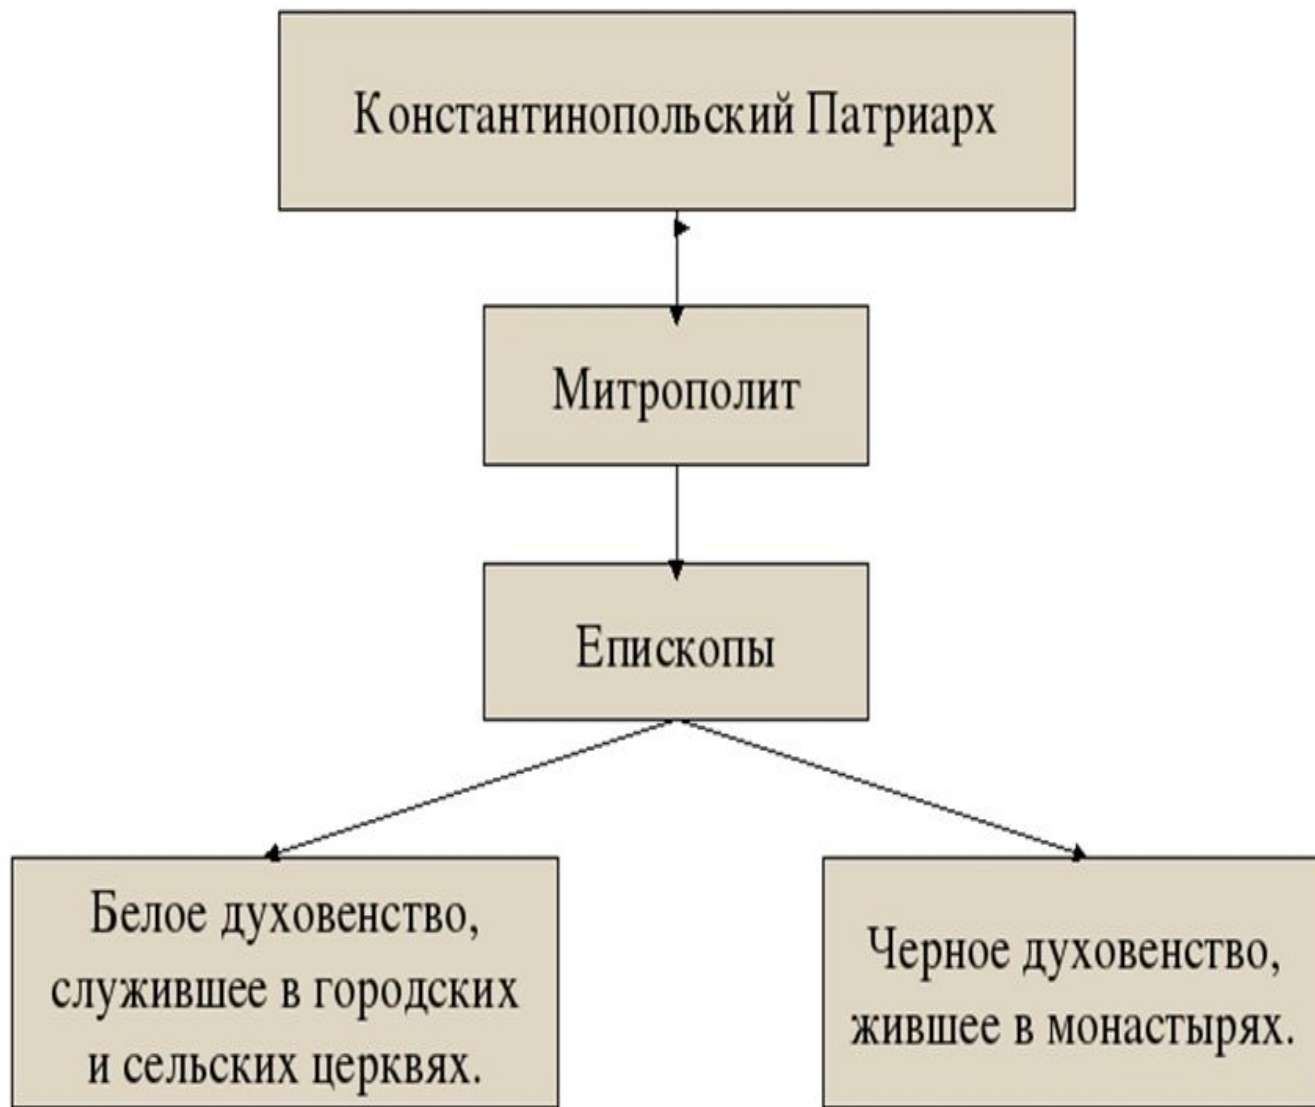 Константинопольский Патриарх
Митрополит
Епископы
Белое духовенство,
служившее в городских
и сельских церквях.
Черное духовенство,
жившее в монастырях.